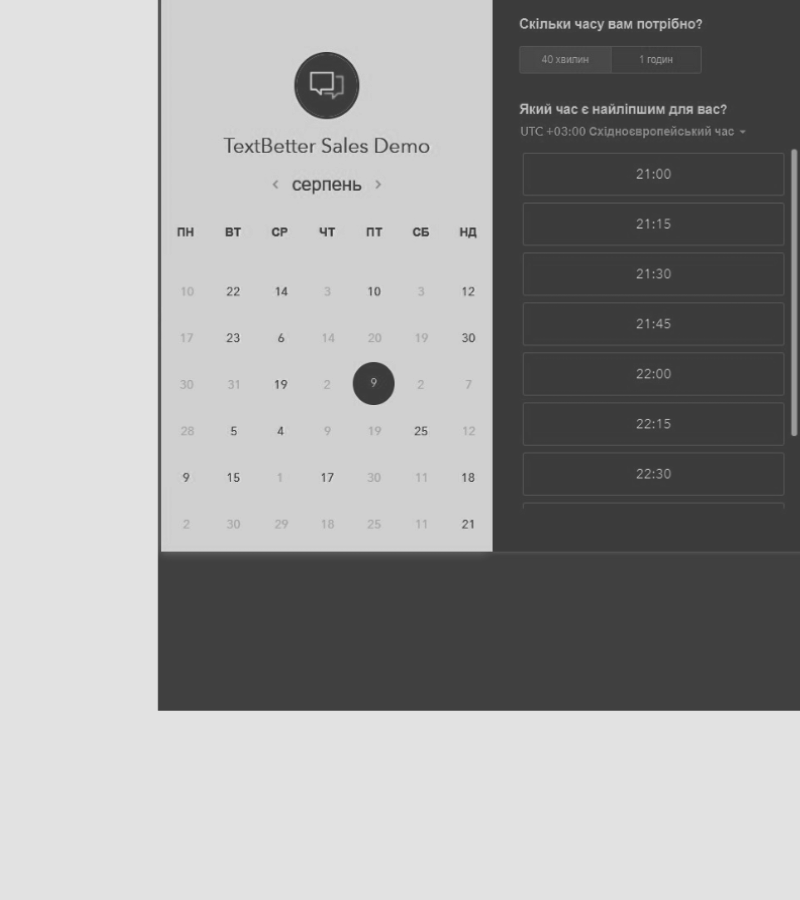 TextBetter Sales Demo
серпень
ПН ВТ СР ЧТ ПТ СБ НД
10 22 14 3 10 3 12
17 23 6 14 20 19 30
30 31 19 2 9 2 7
28 5 4 9 19 25 12
9 15 1 17 30 11 18
2 30 29 18 25 11 21
Скільки часу вам потрібно?
40 хвилин 1 годин
Який час є найліпшим для вас?
UTC +03:00 Східноєвропейський час
21:00
21:15
21:30
21:45
22:00
22:15
22:30